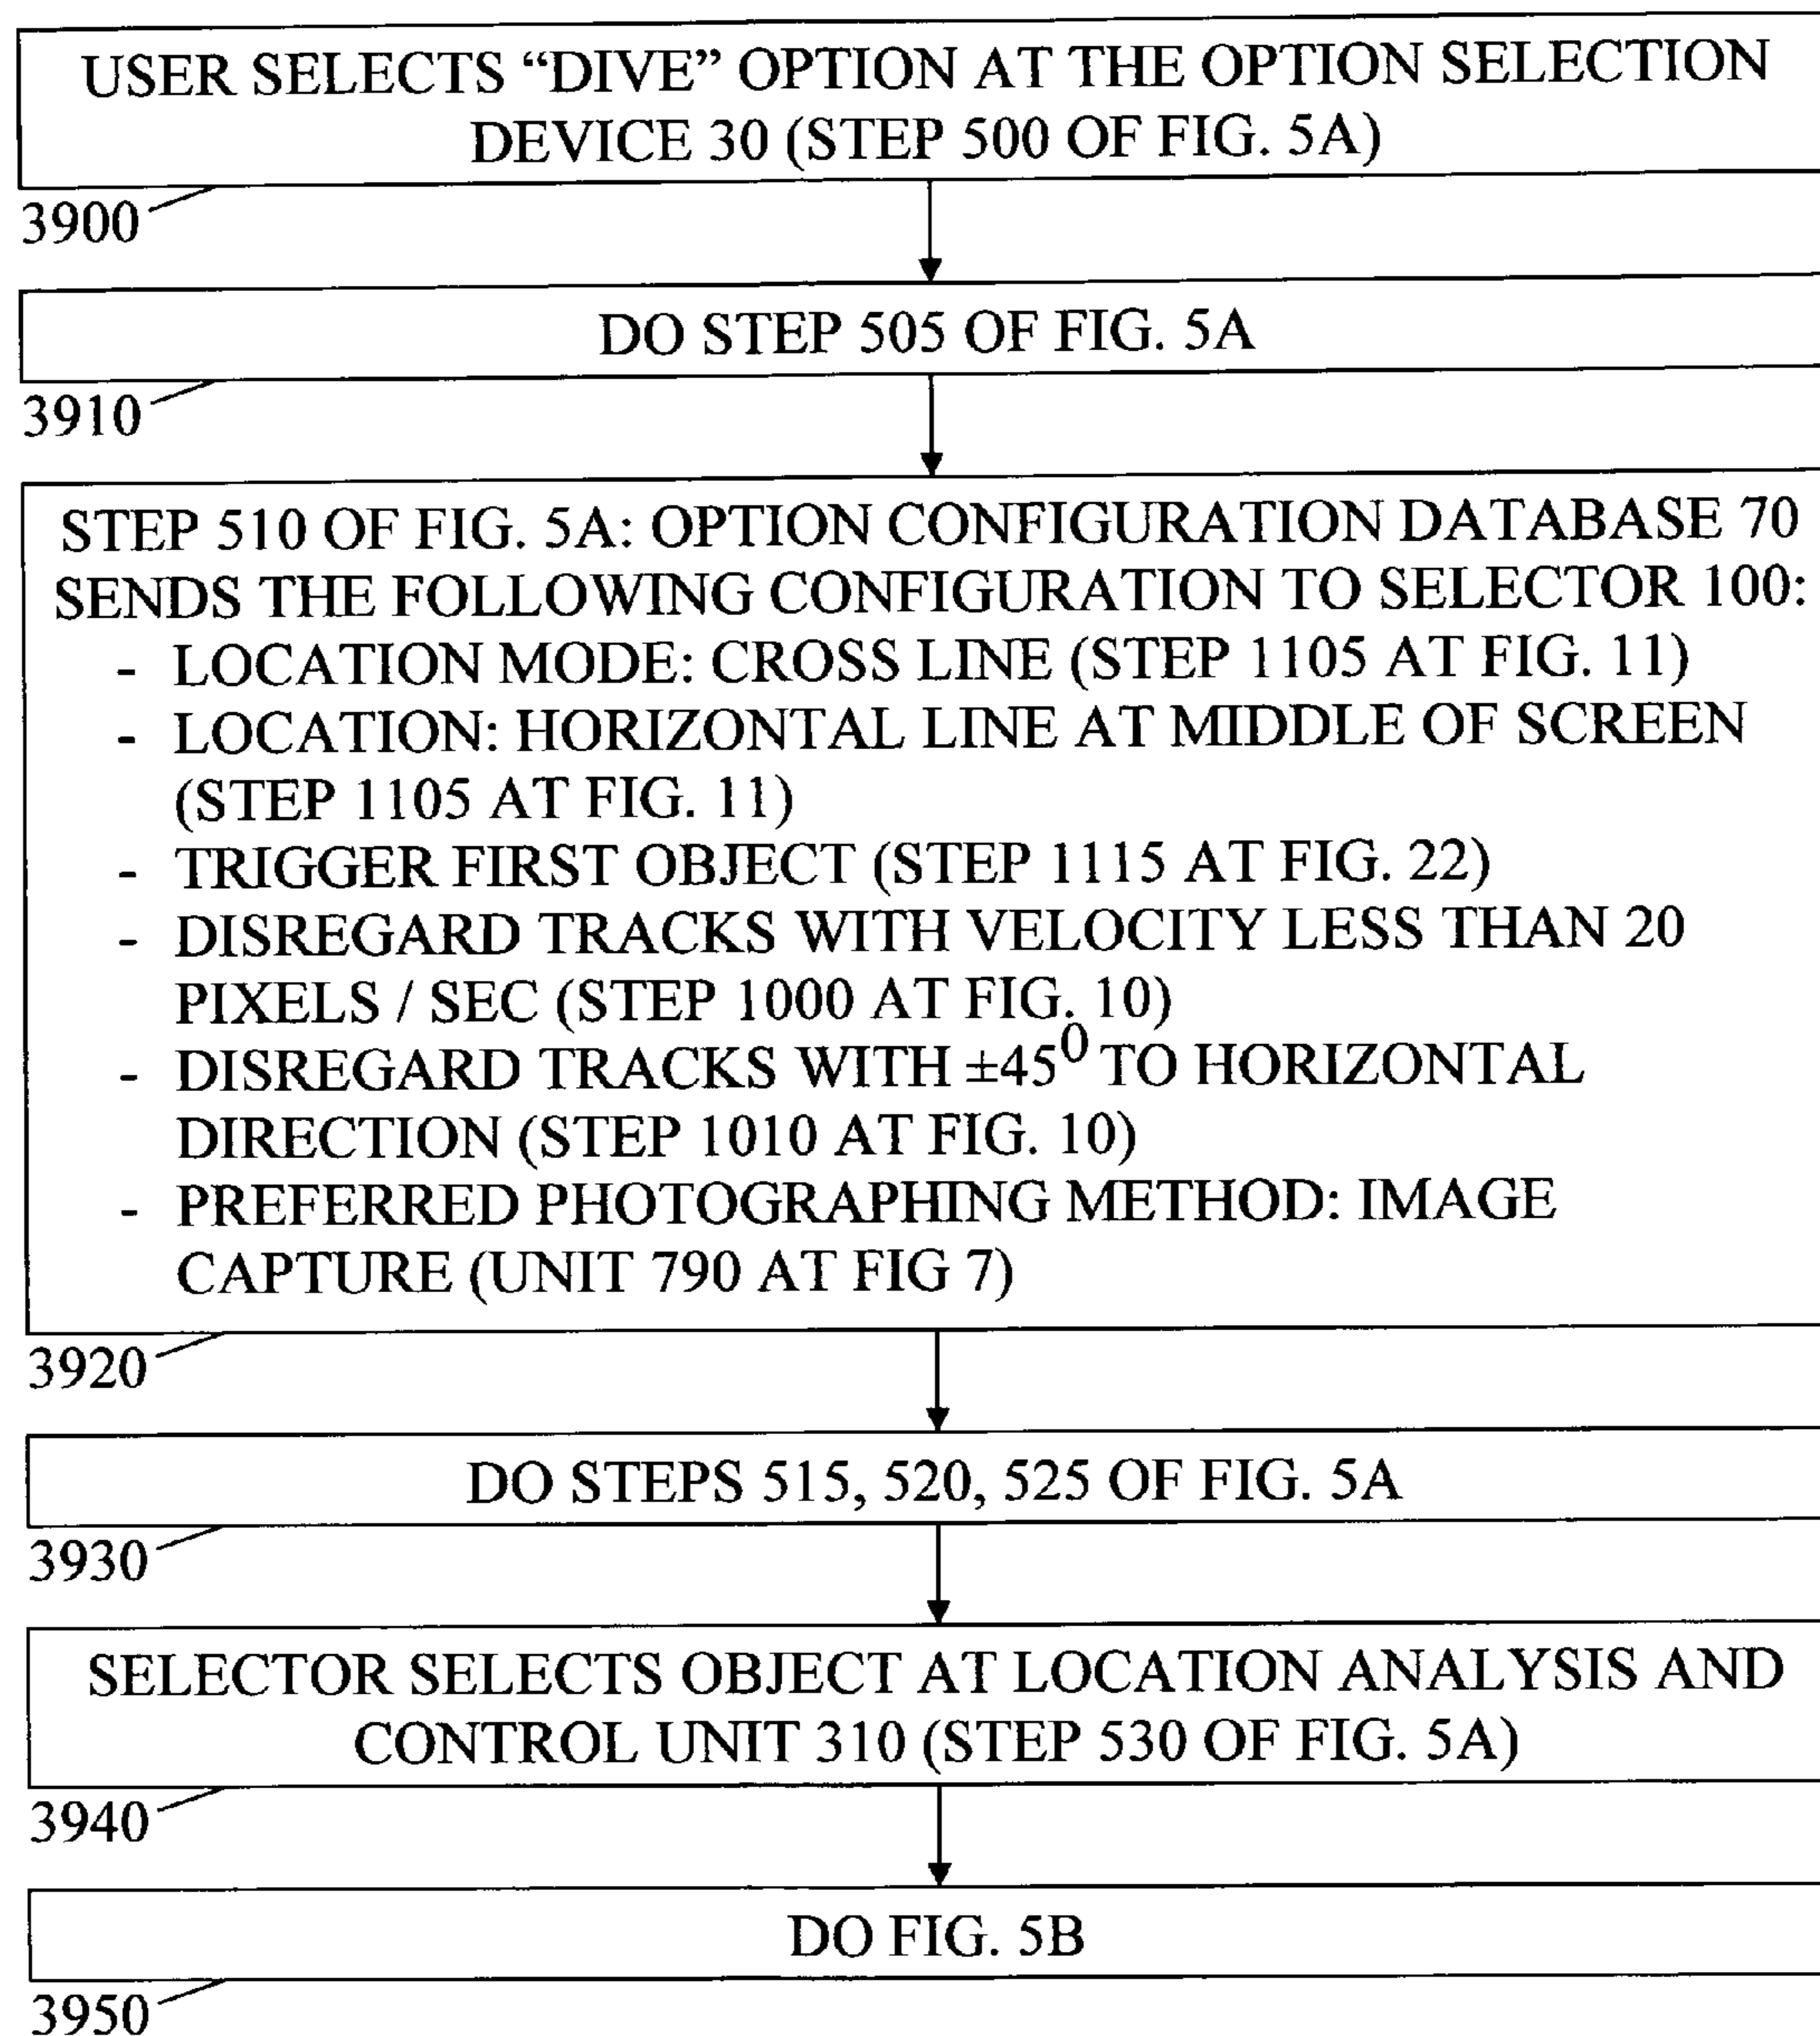 USER SELECTS “DIVE” OPTION AT THE OPTION SELECTION
DEVICE 30 (STEP 500 OF FIG. 5A)
3900
DO STEP 505 OF FIG. 5A
3910
STEP 510 OF FIG. 5A: OPTION CONFIGURATION DATABASE 70
SENDS THE FOLLOWING CONFIGURATION TO SELECTOR 100:
- LOCATION MODE: CROSS LINE (STEP 1105 AT FIG. 11)
- LOCATION: HORIZONTAL LINE AT MIDDLE OF SCREEN
(STEP 1105 AT FIG. 11)
- TRIGGER FIRST OBJECT (STEP 1115 AT FIG. 22)
- DISREGARD TRACKS WITH VELOCITY LESS THAN 20
PIXELS / SEC (STEP 1000 AT FIG. 10)
- DISREGARD TRACKS WITH ±45⁰ TO HORIZONTAL
DIRECTION (STEP 1010 AT FIG. 10)
- PREFERRED PHOTOGRAPHING METHOD: IMAGE
CAPTURE (UNIT 790 AT FIG 7)
3920
DO STEPS 515, 520, 525 OF FIG. 5A
3930
SELECTOR SELECTS OBJECT AT LOCATION ANALYSIS AND
CONTROL UNIT 310 (STEP 530 OF FIG. 5A)
3940
DO FIG. 5B
3950